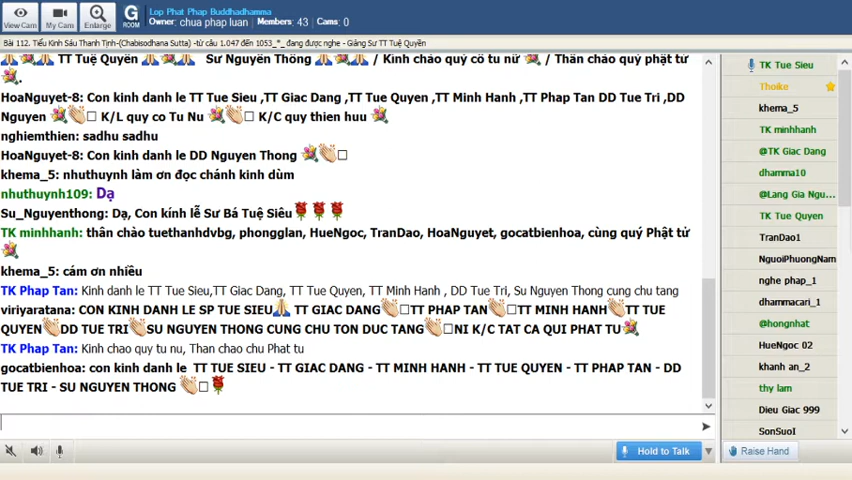 Lop Phat Phap Buddhadhamma
Owner: chua phap luan Members: 43 Cams: 0
View Cam
My Cam
Enlarge
G
ROOM
Bài 112. Tiểu Kinh Sáu Thanh Tịnh-(Chabisodhana Sutta) -từ câu 1.047 đến 1053_*_ đang được nghe - Giảng Sư TT Tuệ Quyền
TT Tuệ Quyền Sư Nguyên Thông / Kính chào quý cô tu nữ / Thân chào quý phật tử
.
HoaNguyet-8: Con kinh danh le TT Tue Sieu ,TT Giac Dang ,TT Tue Quyen ,TT Minh Hanh ,TT Phap Tan DD Tue Tri ,DD
Nguyen K/L quy co Tu Nu K/C quy thien huu
nghiemthien: sadhu sadhu
HoaNguyet-8: Con kinh danh le DD Nguyen Thong
khema_5: nhuthuynh làm ơn đọc chánh kinh dùm
nhuthuynh109: Dạ
Su_Nguyenthong: Dạ, Con kính lễ Sư Bá Tuệ Siêu
TK minhhanh: thân chào tuethanhdvbg, phongglan, HueNgoc, TranDao, HoaNguyet, gocatbienhoa, cùng quý Phật tử
khema_5: cám ơn nhiều
TK Phap Tan: Kinh danh le TT Tue Sieu,TT Giac Dang, TT Tue Quyen, TT Minh Hanh , DD Tue Tri, Su Nguyen Thong cung chu tang
viriyaratana: CON KINH DANH LE SP TUE SIEU TT GIAC DANG TT PHAP TAN TT MINH HANH TT TUE
QUYEN DD TUE TRI SU NGUYEN THONG CUNG CHU TON DUC TANG NI K/C TAT CA QUI PHAT TU
TK Phap Tan: Kinh chao quy tu nu, Than chao chu Phat tu
gocatbienhoa: con kinh danh le TT TUE SIEU - TT GIAC DANG - TT MINH HANH - TT TUE QUYEN - TT PHAP TAN - DD
TUE TRI - SU NGUYEN THONG
Hold to Talk
TK Tue Sieu
Thoike
khema_5
TK minhhanh
@TK Giac Dang
dhamma10
@Lang Gia Ngu...
TK Tue Quyen
TranDao1
NguoiPhuongNam
nghe phap_1
dhammacari_1
@hongnhat
HueNgoc 02
khanh an_2
thy lam
Dieu Giac 999
SonSuoI
Raise Hand